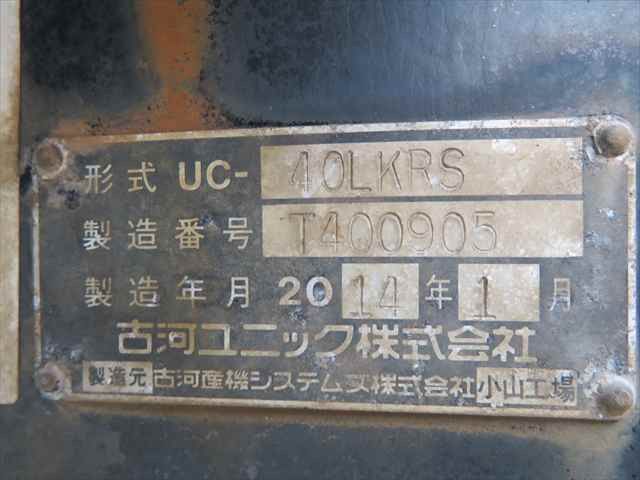 形式 UC- 40LKRS
製造番号 T400905
製造年月 2014年1月
古河ユニック株式会社
製造元 古河産機システムズ株式会社 小山工場